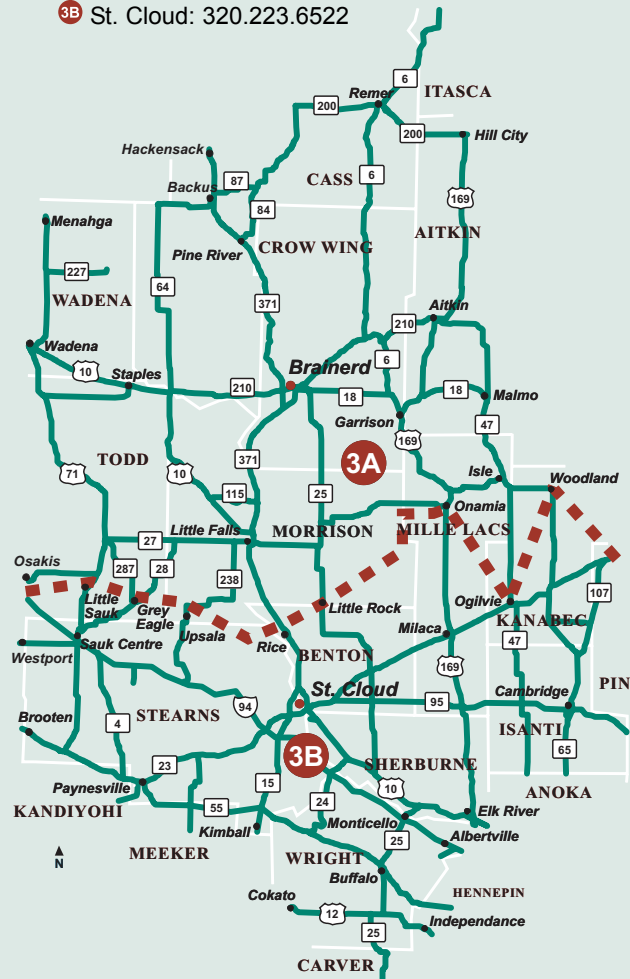 3B St. Cloud: 320.223.6522
6
Remer
ITASCA
200
200
Hill City
Hackensack
87
CASS
6
Backus
169
84
Menahga
AITKIN
CROW WING
Pine River
227
64
WADENA
371
Aitkin
210
Wadena
6
10
Staples
Brainerd
210
18
18
Malmo
Garrison
47
169
371
3A
TODD
Isle
71
10
Woodland
115
25
Onamia
Little Falls
MORRISON
MILLE LACS
27
Osakis
287
28
238
107
Little
Sauk
Grey
Eagle
Little Rock
Ogilvie
KANABEC
Upsala
Milaca
Sauk Centre
Rice
47
Westport
BENTON
169
PIN
St. Cloud
Cambridge
94
95
Brooten
STEARNS
4
ISANTI
3B
65
23
SHERBURNE
Paynesville
15
10
ANOKA
KANDIYOHI
55
24
Elk River
Kimball
Monticello
Albertville
25
MEEKER
WRIGHT
N
Buffalo
HENNEPIN
Cokato
12
Independance
25
CARVER